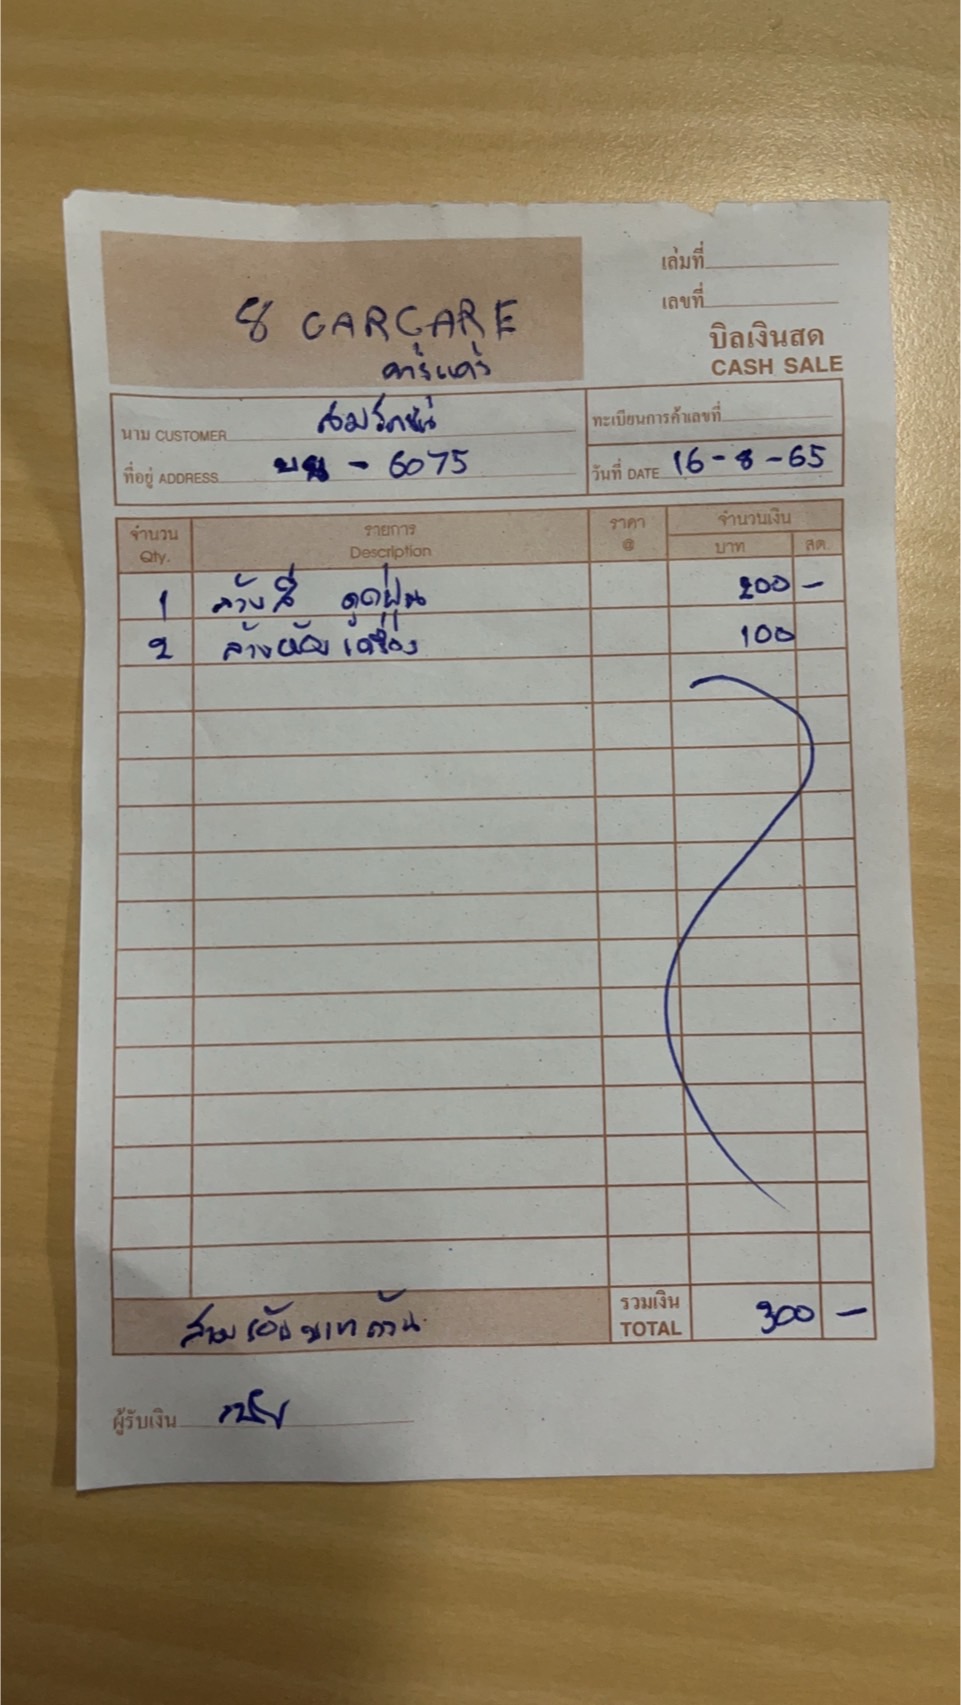 เล่มที่
เลขที่
8 CARCARE
คาร์แคร์
บิลเงินสด
CASH SALE
นาม CUSTOMER
ทะเบียนการค้าเลขที่
ที่อยู่ ADDRESS - 6075
วันที่ DATE 16-8-65
จำนวน รายการ ราคา จำนวนเงิน
Qty. Description @ บาท สต.
1 ล้างสี ดูดฝุ่น 200 -
2 ล้างห้องเครื่อง 100
สามร้อยบาทถ้วน
รวมเงิน
TOTAL 300 -
ผู้รับเงิน